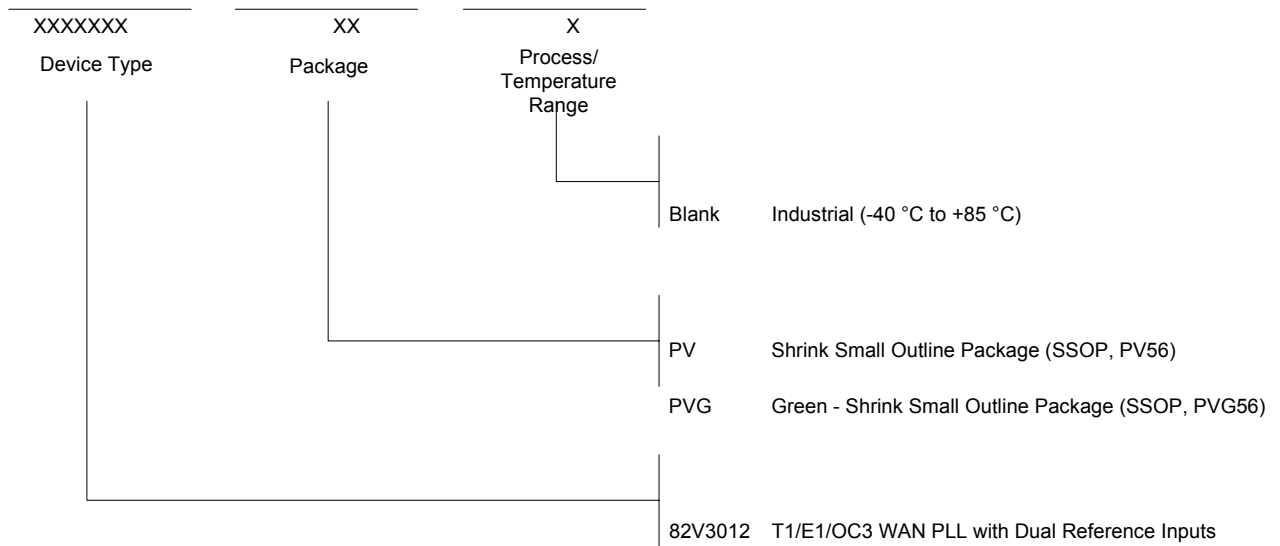 XXXXXXX XX X
Device Type Package Process/
Temperature
Range
Blank Industrial (-40 °C to +85 °C)
PV Shrink Small Outline Package (SSOP, PV56)
PVG Green - Shrink Small Outline Package (SSOP, PVG56)
82V3012 T1/E1/OC3 WAN PLL with Dual Reference Inputs